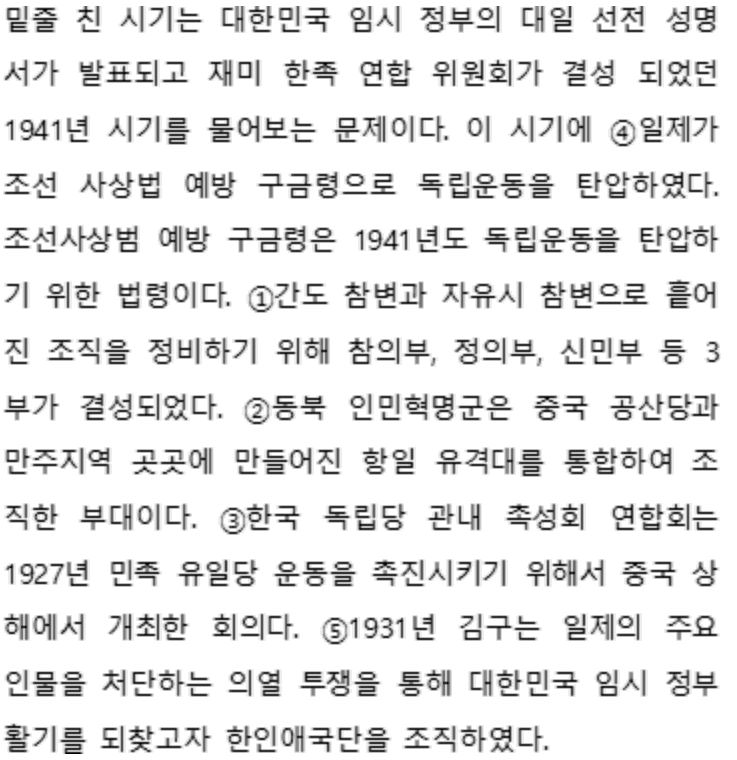 밑줄 친 시기는 대한민국 임시 정부의 대일 선전 성명
서가 발표되고 재미 한족 연합 위원회가 결성 되었던
1941년 시기를 물어보는 문제이다. 이 시기에 ④일제가
조선 사상법 예방 구금령으로 독립운동을 탄압하였다.
조선사상범 예방 구금령은 1941년도 독립운동을 탄압하
기 위한 법령이다. ①간도 참변과 자유시 참변으로 흩어
진 조직을 정비하기 위해 참의부, 정의부, 신민부 등 3
부가 결성되었다. ②동북 인민혁명군은 중국 공산당과
만주지역 곳곳에 만들어진 항일 유격대를 통합하여 조
직한 부대이다. ③한국 독립당 관내 촉성회 연합회는
1927년 민족 유일당 운동을 촉진시키기 위해서 중국 상
해에서 개최한 회의다. ⑤1931년 김구는 일제의 주요
인물을 처단하는 의열 투쟁을 통해 대한민국 임시 정부
활기를 되찾고자 한인애국단을 조직하였다.